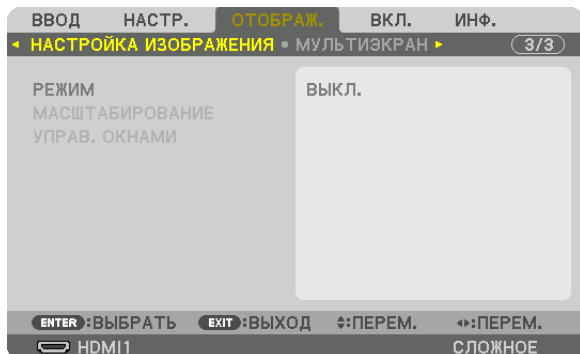 ВВОД НАСТР. ОТОБРАЖ. ВКЛ. ИНФ.
НАСТРОЙКА ИЗОБРАЖЕНИЯ • МУЛЬТИЭКРАН 3/3
РЕЖИМ ВЫКЛ.
МАСШТАБИРОВАНИЕ
УПРАВ. ОКНАМИ
ENTER :ВЫБРАТЬ EXIT :ВЫХОД :ПЕРЕМ. :ПЕРЕМ.
HDMI1 СЛОЖНОЕ